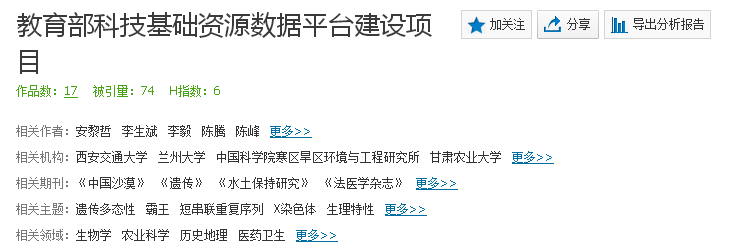 教育部科技基础资源数据平台建设项
目
加关注 分享 导出分析报告
作品数：17 被引量：74 H指数：6
相关作者：安黎哲 李生斌 李毅 陈腾 陈峰 更多>>
相关机构：西安交通大学 兰州大学 中国科学院寒区旱区环境与工程研究所 甘肃农业大学 更多>>
相关期刊：《中国沙漠》 《遗传》 《水土保持研究》 《法医学杂志》 更多>>
相关主题：遗传多态性 霸王 短串联重复序列 X染色体 生理特性 更多>>
相关领域：生物学 农业科学 历史地理 医药卫生 更多>>